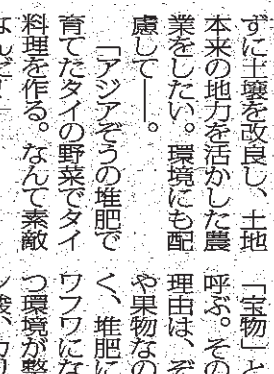 ずに土壌を改良し、土地
本来の地力を活かした農
業をしたい。環境にも配
慮して――。
「アジアぞうの堆肥で
育てたタイの野菜でタイ
料理を作る。なんて素敵
なんだ！」
「宝物」と
呼ぶ。その
理由は、ぞ
や果物なの
く、堆肥に
ワフワにな
つ環境が整